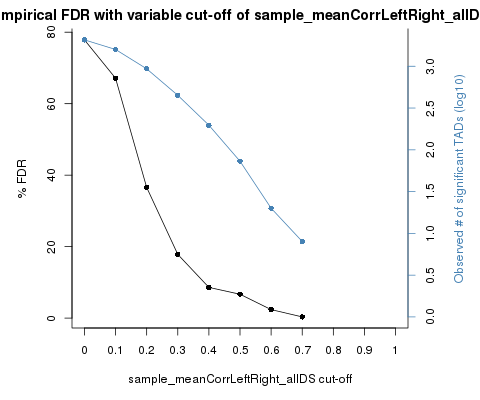 mpirical FDR with variable cut-off of sample_meanCorrLeftRight_allD
80
60
40
20
0
% FDR
3.0
2.5
2.0
1.5
1.0
0.5
0.0
Observed # of significant TADs (log10)
0 0.1 0.2 0.3 0.4 0.5 0.6 0.7 0.8 0.9 1
sample_meanCorrLeftRight_allDS cut-off